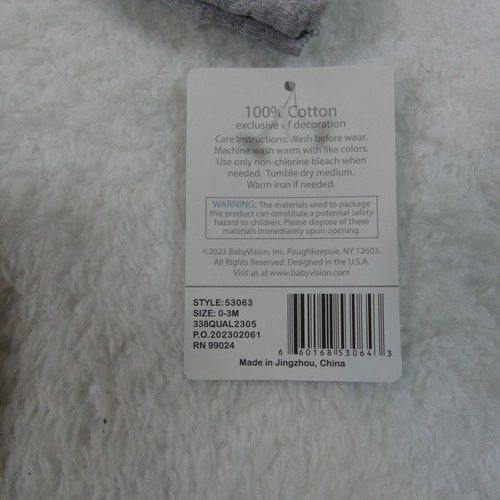 100% Cotton
exclusive of decoration
Care Instructions: Wash before wear.
Machine wash warm with like colors.
Use only non-chlorine bleach when
needed. Tumble dry medium.
Warm iron if needed.
WARNING: The materials used to package
this product can constitute a potential safety
hazard to children. Please dispose of these
materials immediately upon opening.
©2023 BabyVision, Inc. Poughkeepsie, NY 12603.
All Rights Reserved. Designed in the U.S.A.
Visit us at www.babyvision.com
STYLE:53063
SIZE: 0-3M
338QUAL2305
P.O.202302061
RN 99024
6 60168 53064 3
Made in Jingzhou, China